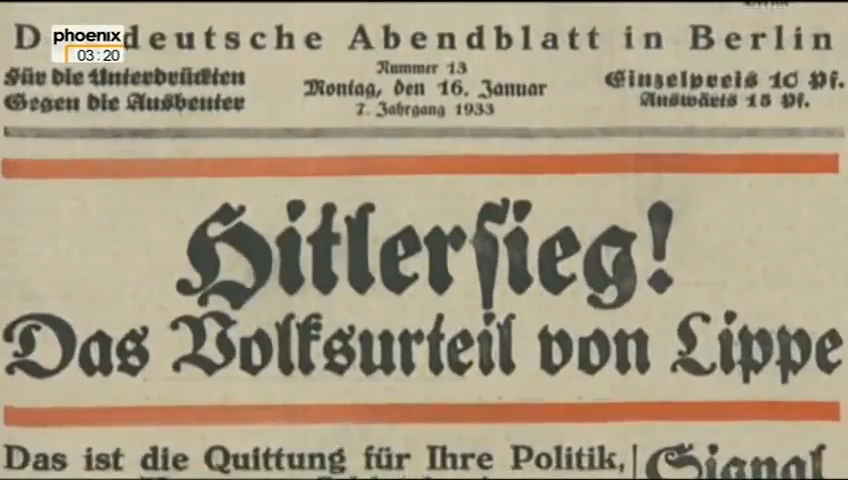 phoenix
03:20
deutsche Abendblatt in Berlin
Für die Unterdrückten
Gegen die Ausbeuter
Nummer 13
Montag, den 16. Januar
7. Jahrgang 1933
Einzelpreis 10 Pf.
Auswärts 15 Pf.
Hitlersieg!
Das Volksurteil von Lippe
Das ist die Quittung für Ihre Politik,
Signal